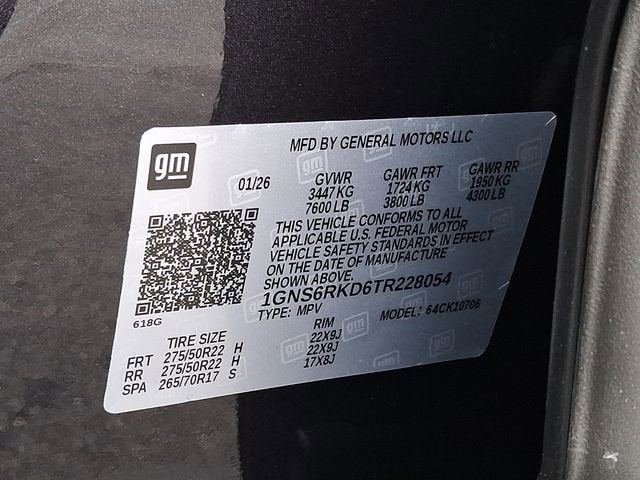 gm
MFD BY GENERAL MOTORS LLC
01/26 GVWR GAWR FRT GAWR RR
3447 KG 1724 KG 1950 KG
7600 LB 3800 LB 4300 LB
THIS VEHICLE CONFORMS TO ALL
APPLICABLE U.S. FEDERAL MOTOR
VEHICLE SAFETY STANDARDS IN EFFECT
ON THE DATE OF MANUFACTURE
SHOWN ABOVE.
1GNS6RKD6TR228054
TYPE: MPV MODEL: 64CK10706
618G
TIRE SIZE RIM
FRT 275/50R22 H 22X9J
RR 275/50R22 H 22X9J
SPA 265/70R17 S 17X8J